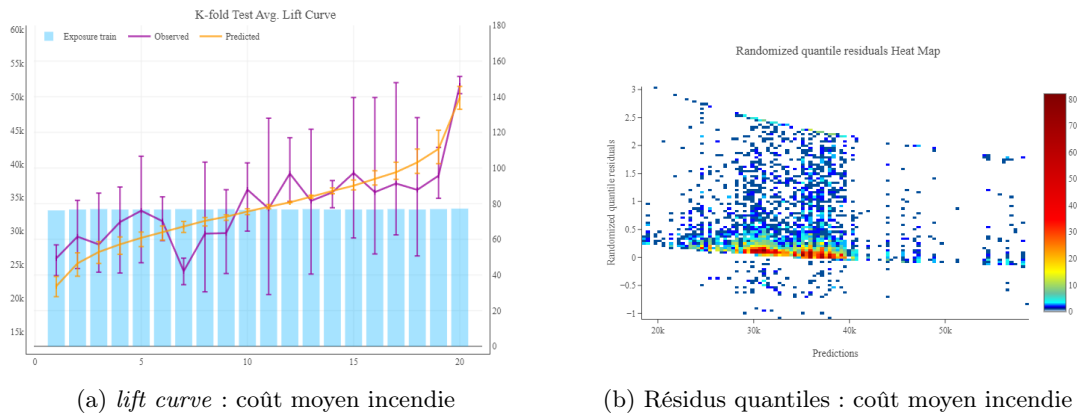 K-fold Test Avg. Lift Curve
Exposure train Observed Predicted
60k
55k
50k
45k
40k
35k
30k
25k
20k
15k
180
160
140
120
100
80
60
40
20
0
0 5 10 15 20
(a) lift curve : coût moyen incendie
Randomized quantile residuals Heat Map
Randomized quantile residuals
3
2.5
2
1.5
1
0.5
0
−0.5
−1
20k 30k 40k 50k
Predictions
80
70
60
50
40
30
20
10
0
(b) Résidus quantiles : coût moyen incendie